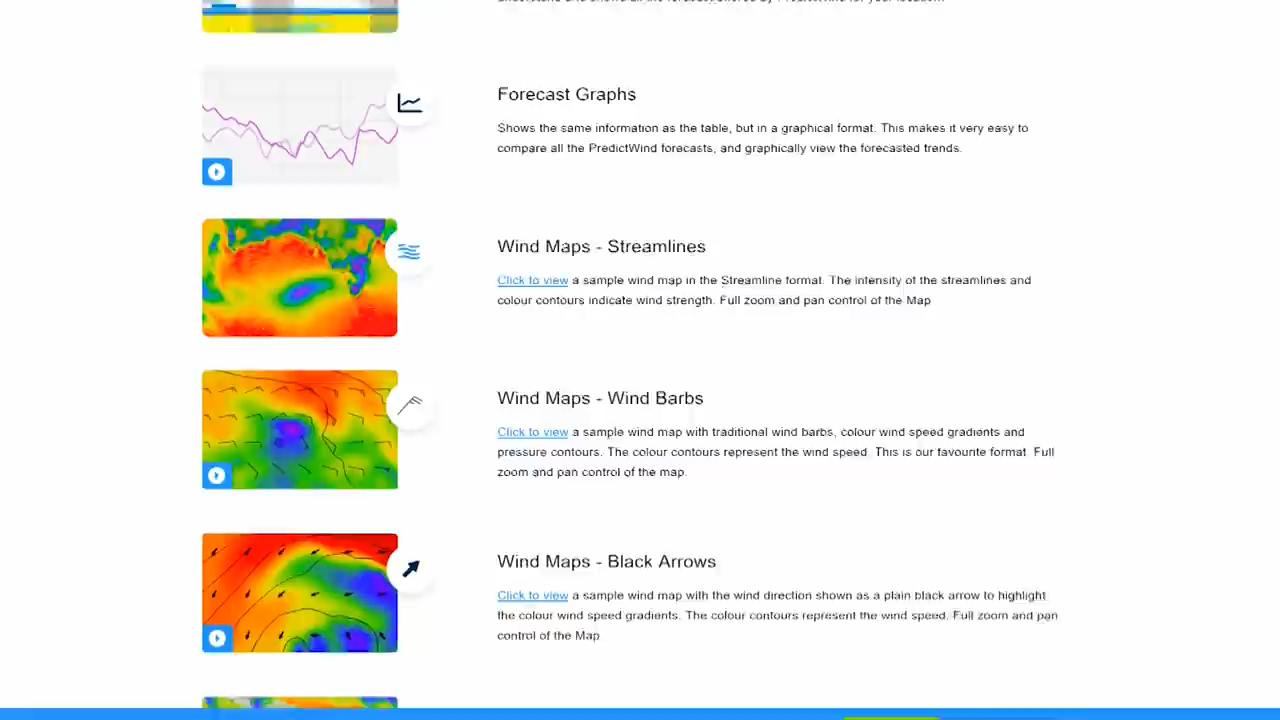 Forecast Graphs
Shows the same information as the table, but in a graphical format. This makes it very easy to
compare all the PredictWind forecasts, and graphically view the forecasted trends.
Wind Maps - Streamlines
Click to view a sample wind map in the Streamline format. The intensity of the streamlines and
colour contours indicate wind strength. Full zoom and pan control of the Map
Wind Maps - Wind Barbs
Click to view a sample wind map with traditional wind barbs, colour wind speed gradients and
pressure contours. The colour contours represent the wind speed. This is our favourite format. Full
zoom and pan control of the map.
Wind Maps - Black Arrows
Click to view a sample wind map with the wind direction shown as a plain black arrow to highlight
the colour wind speed gradients. The colour contours represent the wind speed. Full zoom and pan
control of the Map